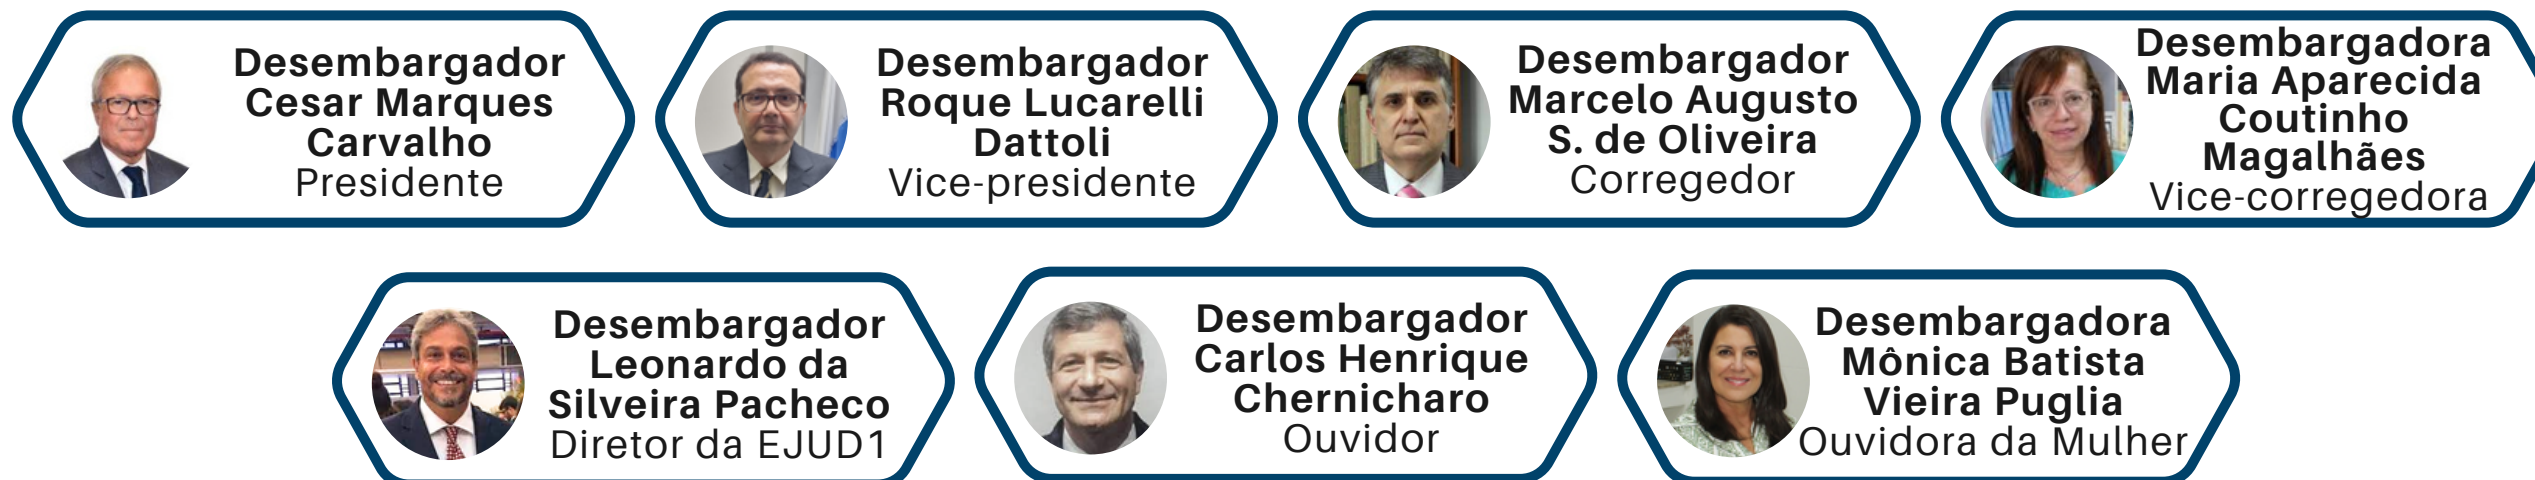 Desembargador
Cesar Marques
Carvalho
Presidente
Desembargador
Roque Lucarelli
Dattoli
Vice-presidente
Desembargador
Marcelo Augusto
S. de Oliveira
Corregedor
Desembargadora
Maria Aparecida
Coutinho
Magalhães
Vice-corregedora
Desembargador
Leonardo da
Silveira Pacheco
Diretor da EJUD1
Desembargador
Carlos Henrique
Chernicharo
Ouvidor
Desembargadora
Mônica Batista
Vieira Puglia
Ouvidora da Mulher